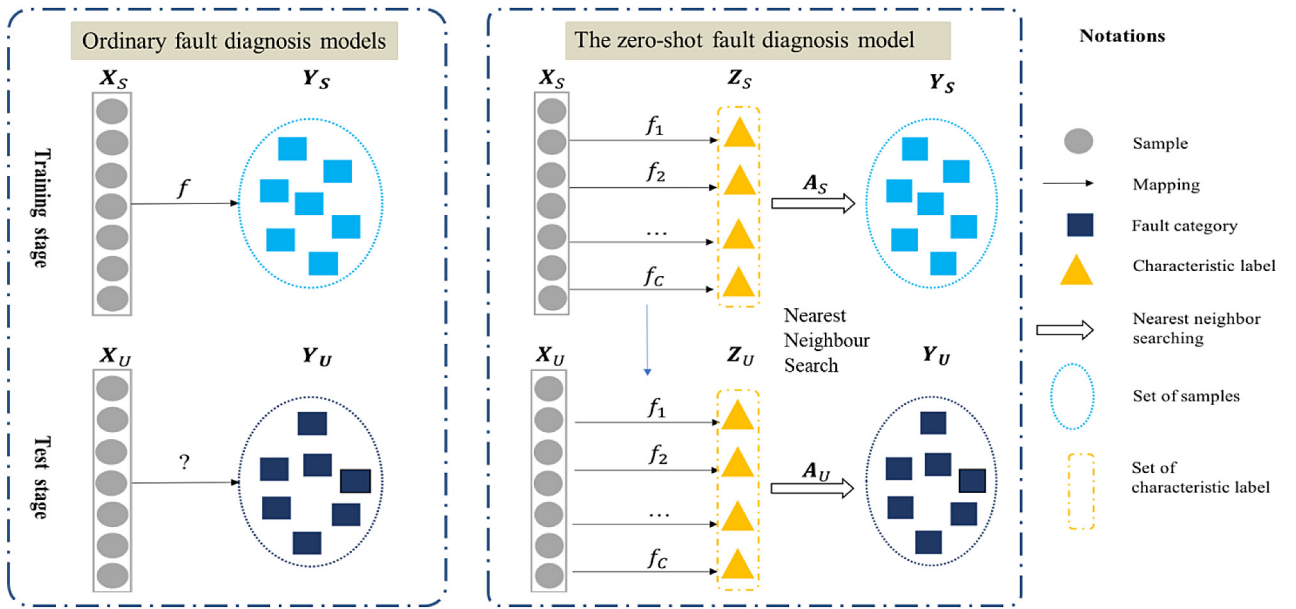 Ordinary fault diagnosis models
X_S
Y_S
Training stage
f
X_U
Y_U
Test stage
?
The zero-shot fault diagnosis model
X_S
Z_S
Y_S
f_1
f_2
...
f_C
A_S
Nearest
Neighbour
Search
X_U
Z_U
Y_U
f_1
f_2
...
f_C
A_U
Notations
Sample
Mapping
Fault category
Characteristic label
Nearest neighbor
searching
Set of samples
Set of
characteristic label